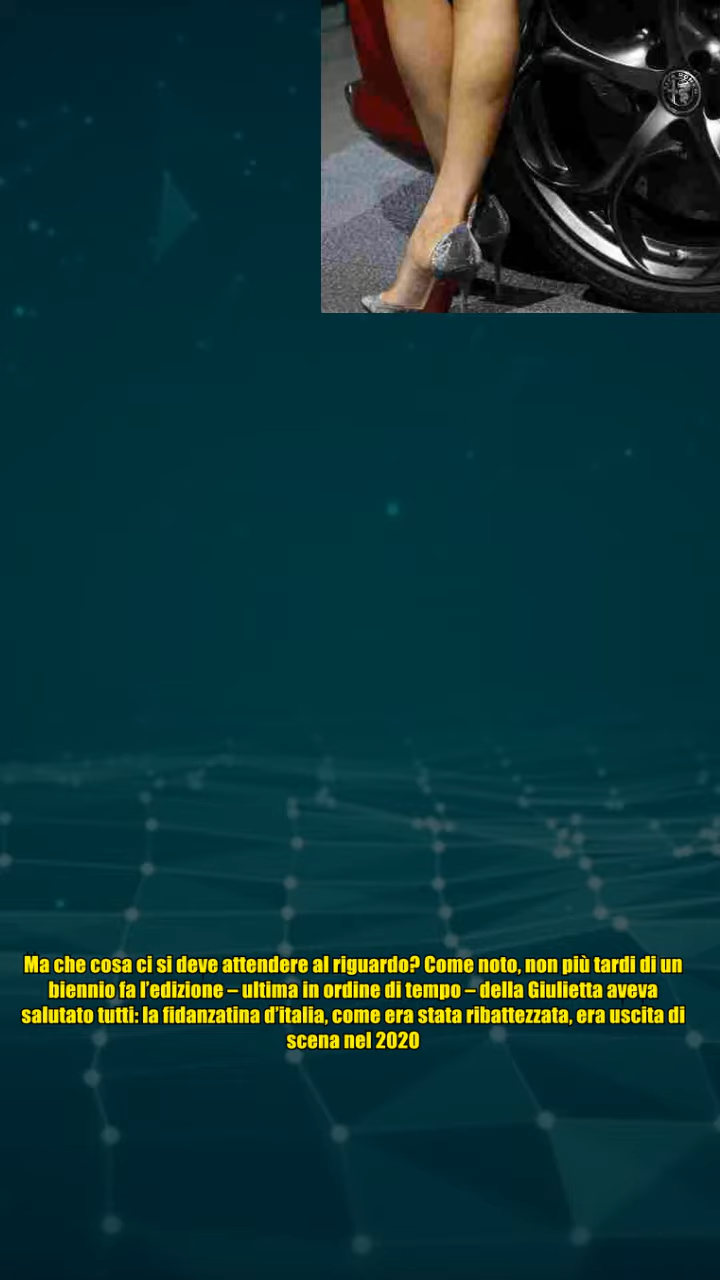 Ma che cosa ci si deve attendere al riguardo? Come noto, non più tardi di un
biennio fa l'edizione – ultima in ordine di tempo – della Giulietta aveva
salutato tutti: la fidanzatina d'italia, come era stata ribattezzata, era uscita di
scena nel 2020